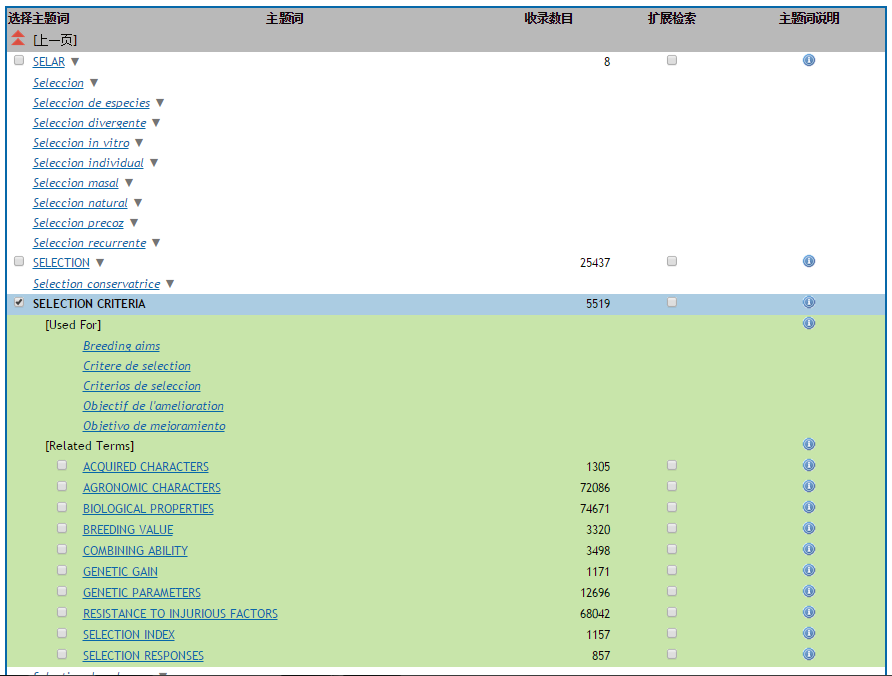 选择主题词 主题词 收录数目 扩展检索 主题词说明
[上一页]
SELAR ▼ 8
Seleccion ▼
Seleccion de especies ▼
Seleccion divergente ▼
Seleccion in vitro ▼
Seleccion individual ▼
Seleccion masal ▼
Seleccion natural ▼
Seleccion precoz ▼
Seleccion recurrente ▼
SELECTION ▼ 25437
Selection conservatrice ▼
SELECTION CRITERIA 5519
[Used For]
Breeding aims
Critere de selection
Criterios de seleccion
Objectif de l'amelioration
Objetivo de mejoramiento
[Related Terms]
ACQUIRED CHARACTERS 1305
AGRONOMIC CHARACTERS 72086
BIOLOGICAL PROPERTIES 74671
BREEDING VALUE 3320
COMBINING ABILITY 3498
GENETIC GAIN 1171
GENETIC PARAMETERS 12696
RESISTANCE TO INJURIOUS FACTORS 68042
SELECTION INDEX 1157
SELECTION RESPONSES 857